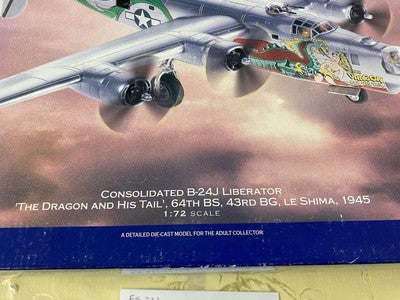 CONSOLIDATED B-24J LIBERATOR
'THE DRAGON AND HIS TAIL', 64TH BS, 43RD BG, LE SHIMA, 1945
1:72 SCALE
A DETAILED DIE-CAST MODEL FOR THE ADULT COLLECTOR